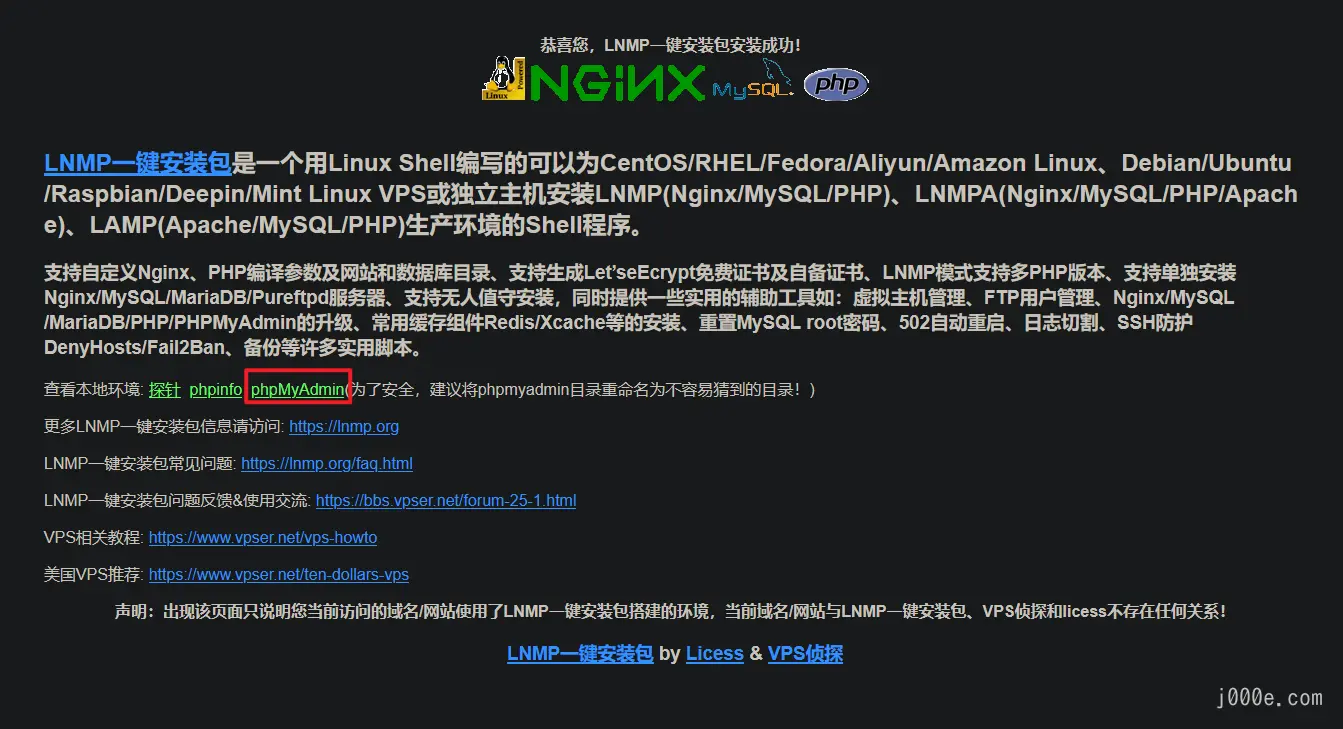 恭喜您，LNMP一键安装包安装成功！
Linux Powered NGiNX MySQL. php
LNMP一键安装包是一个用Linux Shell编写的可以为CentOS/RHEL/Fedora/Aliyun/Amazon Linux、Debian/Ubuntu
/Raspbian/Deepin/Mint Linux VPS或独立主机安装LNMP(Nginx/MySQL/PHP)、LNMPA(Nginx/MySQL/PHP/Apach
e)、LAMP(Apache/MySQL/PHP)生产环境的Shell程序。
支持自定义Nginx、PHP编译参数及网站和数据库目录、支持生成Let’seEcrypt免费证书及自备证书、LNMP模式支持多PHP版本、支持单独安装
Nginx/MySQL/MariaDB/Pureftpd服务器、支持无人值守安装，同时提供一些实用的辅助工具如：虚拟主机管理、FTP用户管理、Nginx/MySQL
/MariaDB/PHP/PHPMyAdmin的升级、常用缓存组件Redis/Xcache等的安装、重置MySQL root密码、502自动重启、日志切割、SSH防护
DenyHosts/Fail2Ban、备份等许多实用脚本。
查看本地环境: 探针 phpinfo phpMyAdmin(为了安全，建议将phpmyadmin目录重命名为不容易猜到的目录！)
更多LNMP一键安装包信息请访问: https://lnmp.org
LNMP一键安装包常见问题: https://lnmp.org/faq.html
LNMP一键安装包问题反馈&使用交流: https://bbs.vpser.net/forum-25-1.html
VPS相关教程: https://www.vpser.net/vps-howto
美国VPS推荐: https://www.vpser.net/ten-dollars-vps
声明：出现该页面只说明您当前访问的域名/网站使用了LNMP一键安装包搭建的环境，当前域名/网站与LNMP一键安装包、VPS侦探和licess不存在任何关系！
LNMP一键安装包 by Licess & VPS侦探
j000e.com